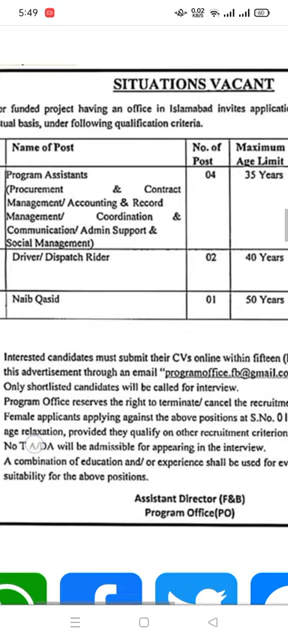 5:49
0.02
KB/S
60
SITUATIONS VACANT
or funded project having an office in Islamabad invites applicati
tual basis, under following qualification criteria.
Name of Post
No. of Post
Maximum Age Limit
Program Assistants
04
35 Years
(Procurement & Contract
Management/ Accounting & Record
Management/ Coordination &
Communication/ Admin Support &
Social Management)
Driver/ Dispatch Rider
02
40 Years
Naib Qasid
01
50 Years
Interested candidates must submit their CVs online within fifteen (
this advertisement through an email "programoffice.fb@gmail.co
Only shortlisted candidates will be called for interview.
Program Office reserves the right to terminate/ cancel the recruitme
Female applicants applying against the above positions at S.No. 01
age relaxation, provided they qualify on other recruitment criterion
No TA/DA will be admissible for appearing in the interview.
A combination of education and/ or experience shall be used for ev
suitability for the above positions.
Assistant Director (F&B)
Program Office(PO)